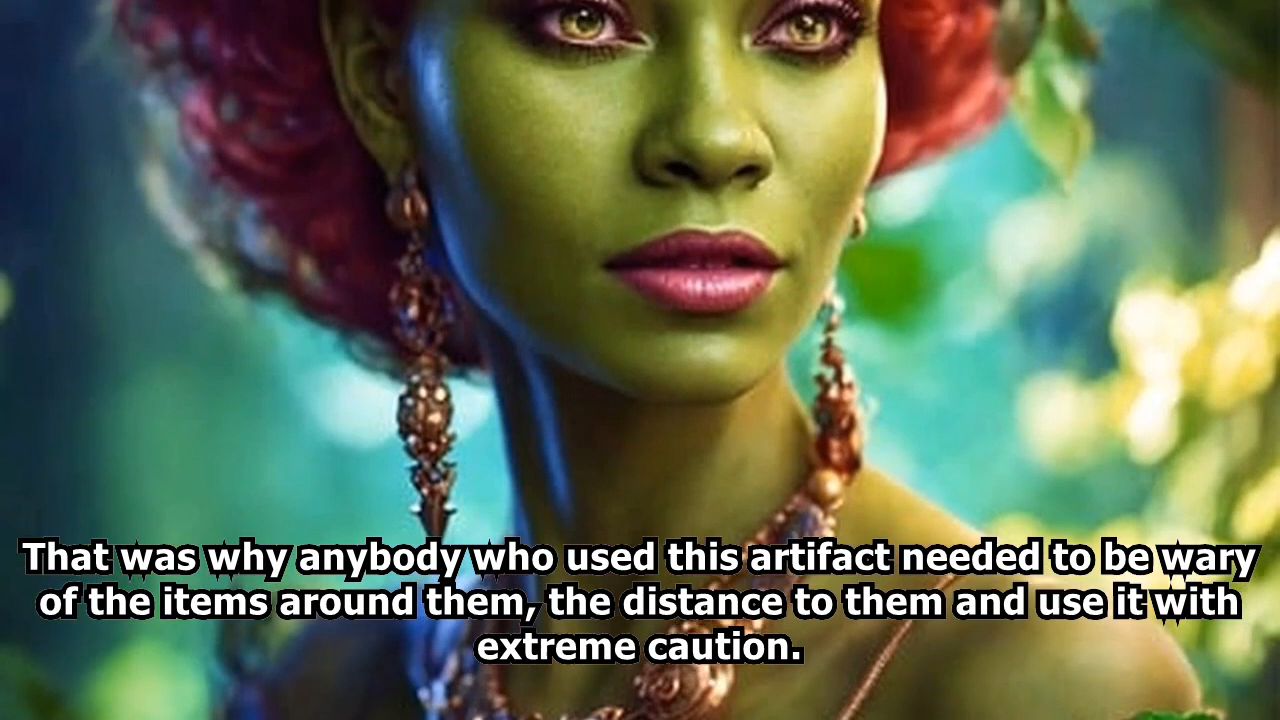 That was why anybody who used this artifact needed to be wary
of the items around them, the distance to them and use it with
extreme caution.